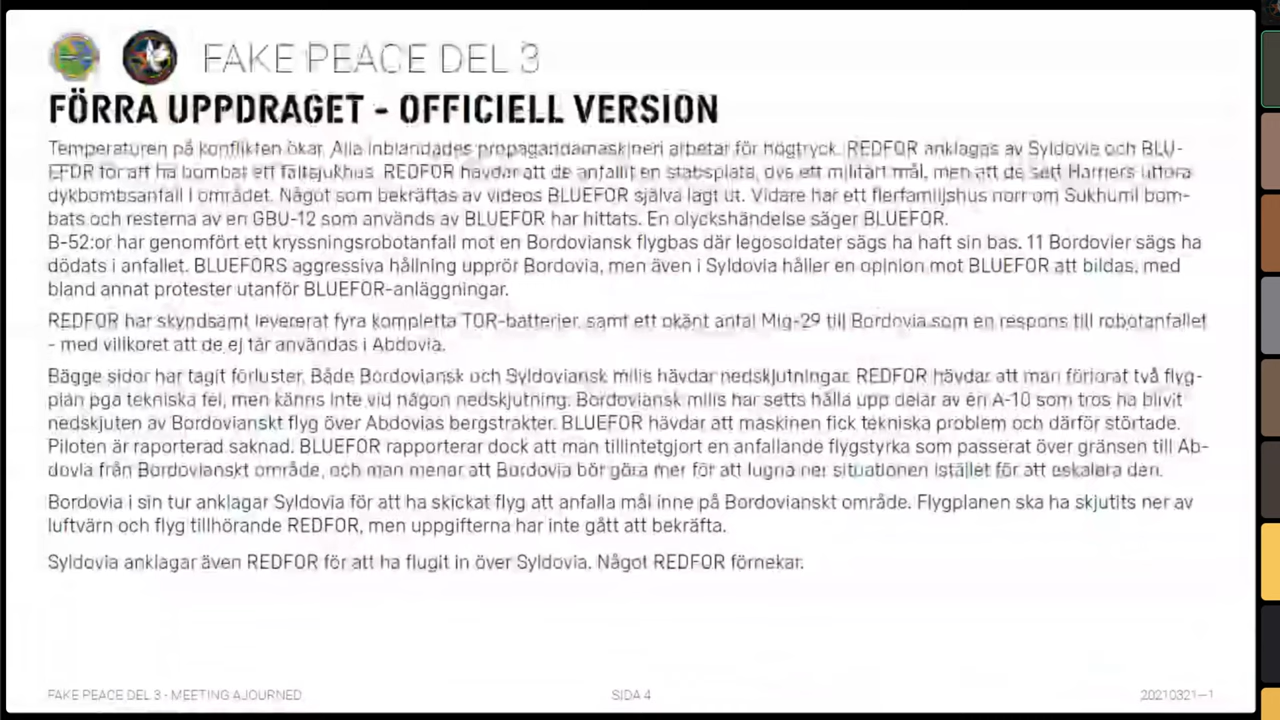 FAKE PEACE DEL 3
FÖRRA UPPDRAGET - OFFICIELL VERSION
Temperaturen på konflikten ökar. Alla inblandades propagandamaskineri arbetar för högtryck. REDFOR anklagas av Syldovia och BLU-
EFOR för att ha bombat ett fältsjukhus. REDFOR hävdar att de anfallit en stabsplats, dvs ett militärt mål, men att de sett Harriers utföra
dykbombsanfall i området. Något som bekräftas av videos BLUEFOR själva lagt ut. Vidare har ett flerfamiljshus norr om Sukhumi bom-
bats och resterna av en GBU-12 som används av BLUEFOR har hittats. En olyckshändelse säger BLUEFOR.
B-52:or har genomfört ett kryssningsrobotanfall mot en Bordoviansk flygbas där legosoldater sägs ha haft sin bas. 11 Bordovier sägs ha
dödats i anfallet. BLUEFORS aggressiva hållning upprör Bordovia, men även i Syldovia håller en opinion mot BLUEFOR att bildas, med
bland annat protester utanför BLUEFOR-anläggningar.
REDFOR har skyndsamt levererat fyra kompletta TOR-batterier, samt ett okänt antal Mig-29 till Bordovia som en respons till robotanfallet
- med villkoret att de ej får användas i Abdovia.
Bägge sidor har tagit förluster. Både Bordoviansk och Syldoviansk milis hävdar nedskjutningar. REDFOR hävdar att man förlorat två flyg-
plan pga tekniska fel, men känns inte vid någon nedskjutning. Bordoviansk milis har setts hålla upp delar av en A-10 som tros ha blivit
nedskjuten av Bordovianskt flyg över Abdovias bergstrakter. BLUEFOR hävdar att maskinen fick tekniska problem och därför störtade.
Piloten är rapporterad saknad. BLUEFOR rapporterar dock att man tillintetgjort en anfallande flygstyrka som passerat över gränsen till Ab-
dovia från Bordovianskt område, och man menar att Bordovia bör göra mer för att lugna ner situationen istället för att eskalera den.
Bordovia i sin tur anklagar Syldovia för att ha skickat flyg att anfalla mål inne på Bordovianskt område. Flygplanen ska ha skjutits ner av
luftvärn och flyg tillhörande REDFOR, men uppgifterna har inte gått att bekräfta.
Syldovia anklagar även REDFOR för att ha flugit in över Syldovia. Något REDFOR förnekar.
FAKE PEACE DEL 3 - MEETING AJOURNED
SIDA 4
20210321—1